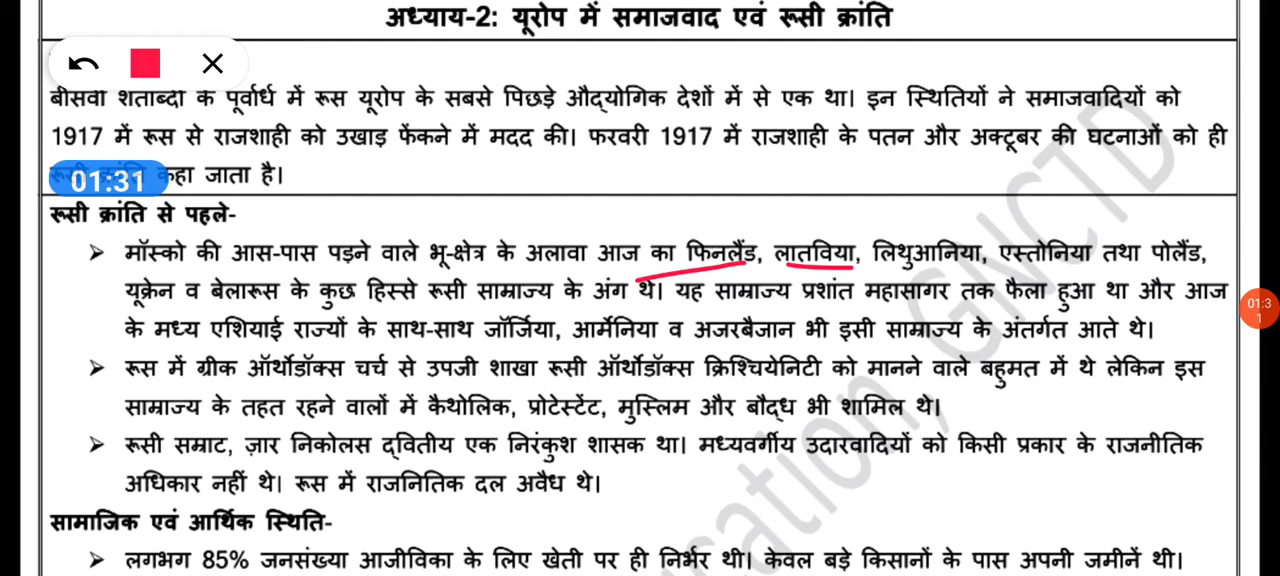 अध्याय-2: यूरोप में समाजवाद एवं रूसी क्रांति
बीसवी शताब्दी के पूर्वार्ध में रूस यूरोप के सबसे पिछड़े औद्योगिक देशों में से एक था। इन स्थितियों ने समाजवादियों को
1917 में रूस से राजशाही को उखाड़ फेंकने में मदद की। फरवरी 1917 में राजशाही के पतन और अक्टूबर की घटनाओं को ही
कहा जाता है।
01:31
रूसी क्रांति से पहले-
➢ मॉस्को की आस-पास पड़ने वाले भू-क्षेत्र के अलावा आज का फिनलैंड, लातविया, लिथुआनिया, एस्तोनिया तथा पोलैंड,
यूक्रेन व बेलारूस के कुछ हिस्से रूसी साम्राज्य के अंग थे। यह साम्राज्य प्रशांत महासागर तक फैला हुआ था और आज
01:31
के मध्य एशियाई राज्यों के साथ-साथ जॉर्जिया, आर्मेनिया व अजरबैजान भी इसी साम्राज्य के अंतर्गत आते थे।
➢ रूस में ग्रीक ऑर्थोडॉक्स चर्च से उपजी शाखा रूसी ऑर्थोडॉक्स क्रिश्चियेनिटी को मानने वाले बहुमत में थे लेकिन इस
साम्राज्य के तहत रहने वालों में कैथोलिक, प्रोटेस्टेंट, मुस्लिम और बौद्ध भी शामिल थे।
➢ रूसी सम्राट, ज़ार निकोलस द्वितीय एक निरंकुश शासक था। मध्यवर्गीय उदारवादियों को किसी प्रकार के राजनीतिक
अधिकार नहीं थे। रूस में राजनितिक दल अवैध थे।
सामाजिक एवं आर्थिक स्थिति-
➢ लगभग 85% जनसंख्या आजीविका के लिए खेती पर ही निर्भर थी। केवल बड़े किसानों के पास अपनी जमीनें थी।
cation, GNCTD